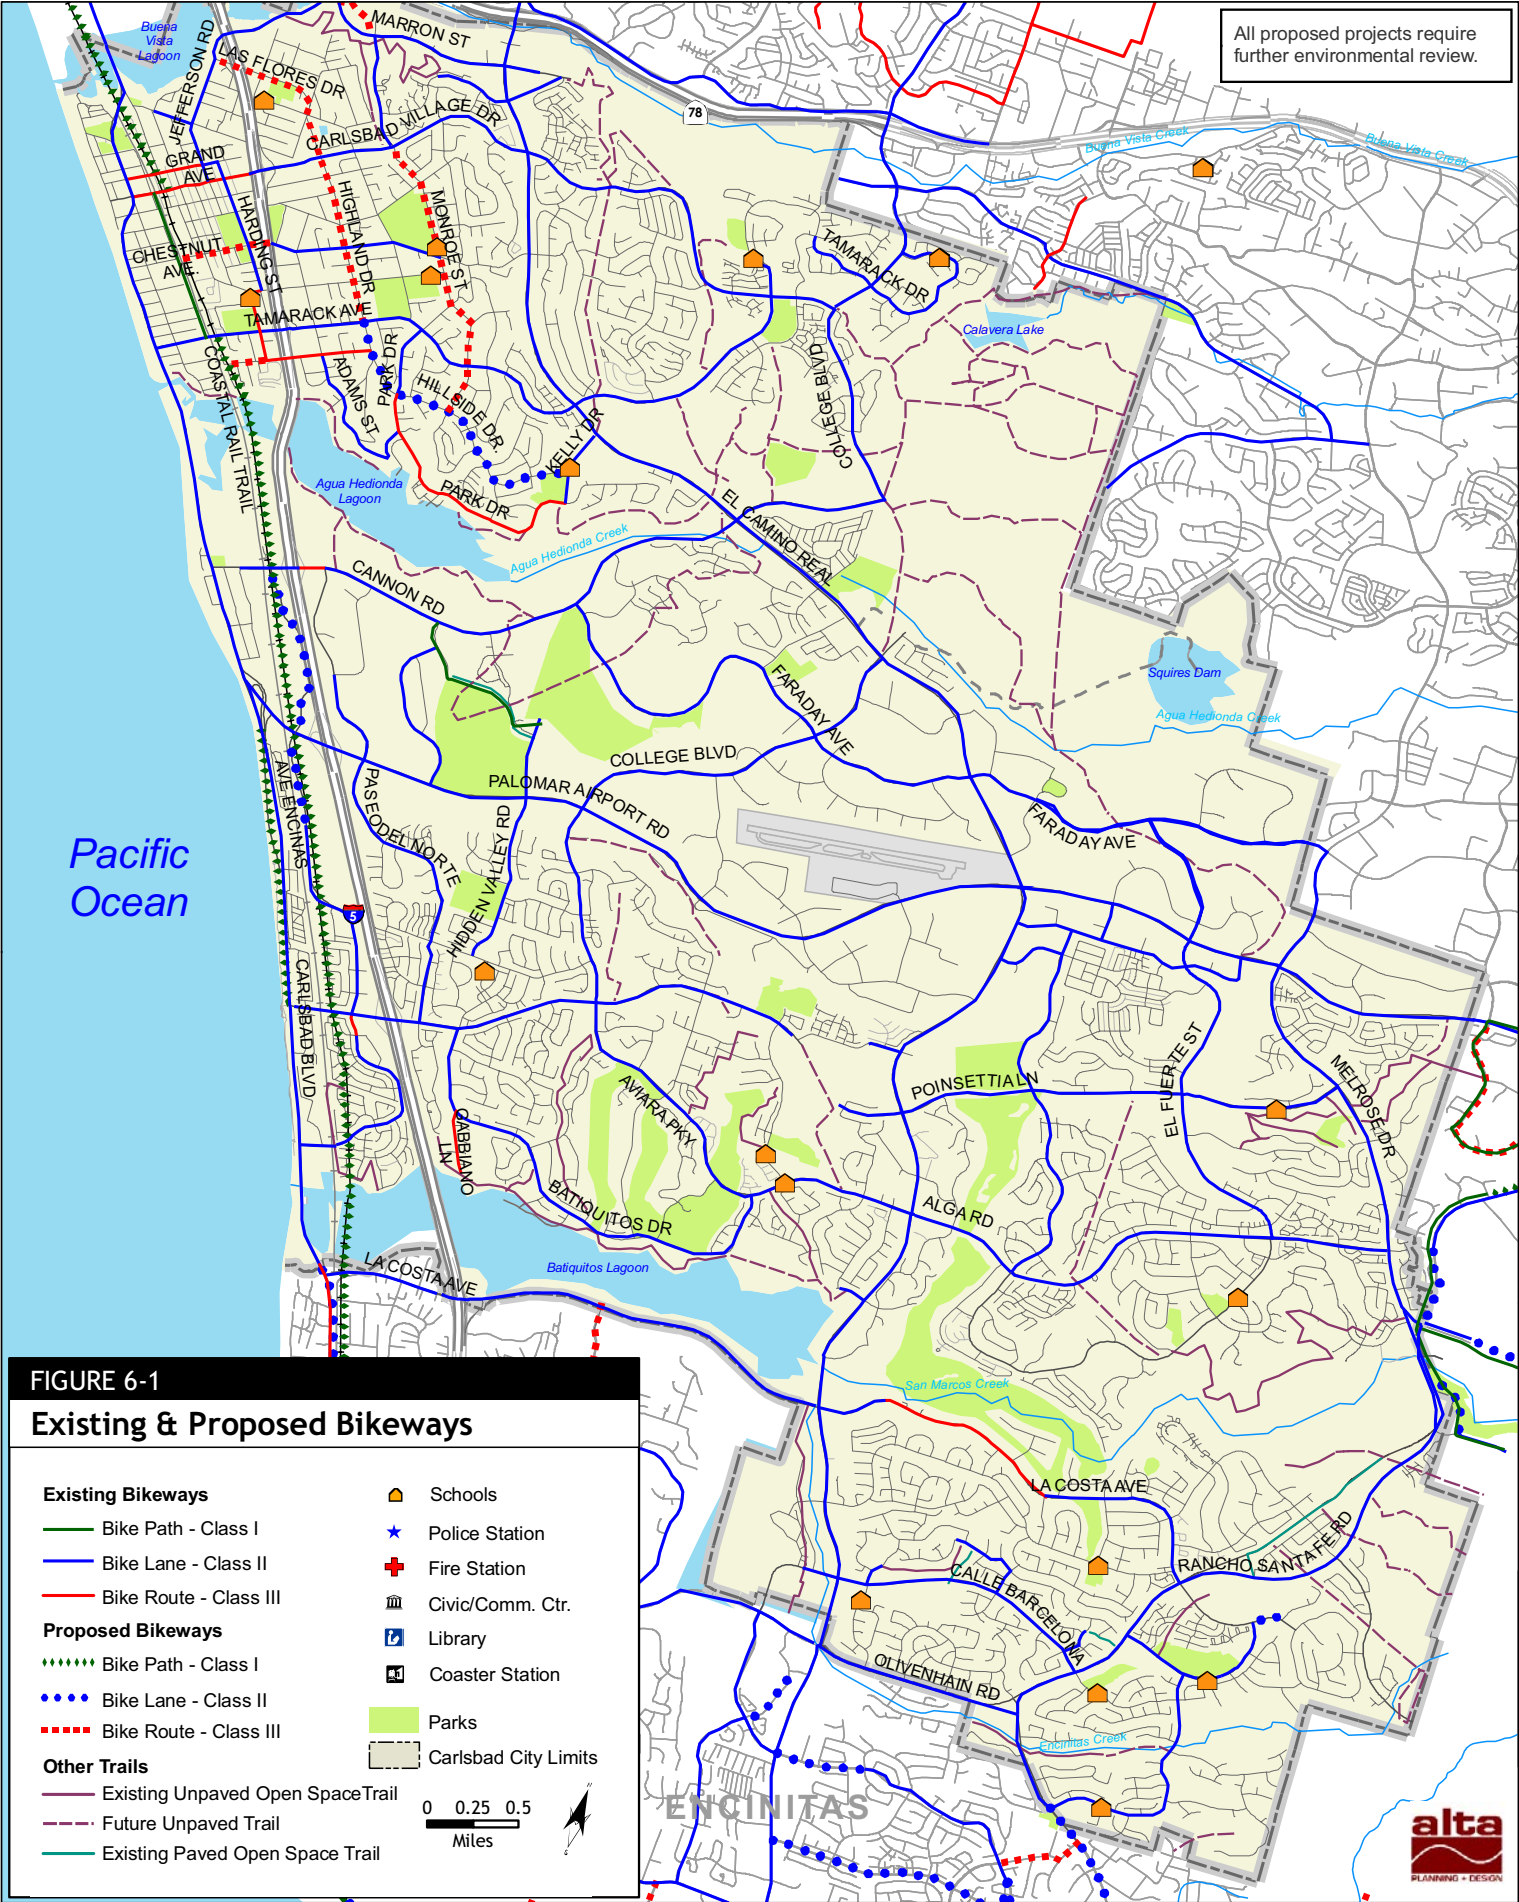 All proposed projects require
further environmental review.
Buena
Vista
Lagoon
JEFFERSON RD
MARRON ST
LAS FLORES DR
CARLSBAD VILLAGE DR
78
Buena Vista Creek
Buena Vista Creek
GRAND
AVE
HARDING ST
HIGHLAND DR
MONROE ST
CHESTNUT
AVE.
TAMARACK AVE
TAMARACK DR
Calavera Lake
COASTAL RAIL TRAIL
ADAMS ST
PARK DR
HILLSIDE DR.
KELLY DR
COLLEGE BLVD
Agua Hedionda
Lagoon
PARK DR
EL CAMINO REAL
Agua Hedionda Creek
CANNON RD
Squires Dam
Agua Hedionda Creek
FARADAY AVE
COLLEGE BLVD
PALOMAR AIRPORT RD
AVE ENCINAS
PASEO DEL NORTE
HIDDEN VALLEY RD
FARADAY AVE
Pacific
Ocean
5
CARLSBAD BLVD
EL FUERTE ST
MELROSE DR
POINSETTIA LN
AVIARA PKY
GABBIANO
LN
BATIQUITOS DR
ALGA RD
LA COSTA AVE
Batiquitos Lagoon
San Marcos Creek
LA COSTA AVE
RANCHO SANTA FE RD
CALLE BARCELONA
OLIVENHAIN RD
Encinitas Creek
ENCINITAS
FIGURE 6-1
Existing & Proposed Bikeways
Existing Bikeways
Bike Path - Class I
Bike Lane - Class II
Bike Route - Class III
Proposed Bikeways
Bike Path - Class I
Bike Lane - Class II
Bike Route - Class III
Other Trails
Existing Unpaved Open Space Trail
Future Unpaved Trail
Existing Paved Open Space Trail
Schools
Police Station
Fire Station
Civic/Comm. Ctr.
Library
Coaster Station
Parks
Carlsbad City Limits
0 0.25 0.5
Miles
alta
PLANNING + DESIGN